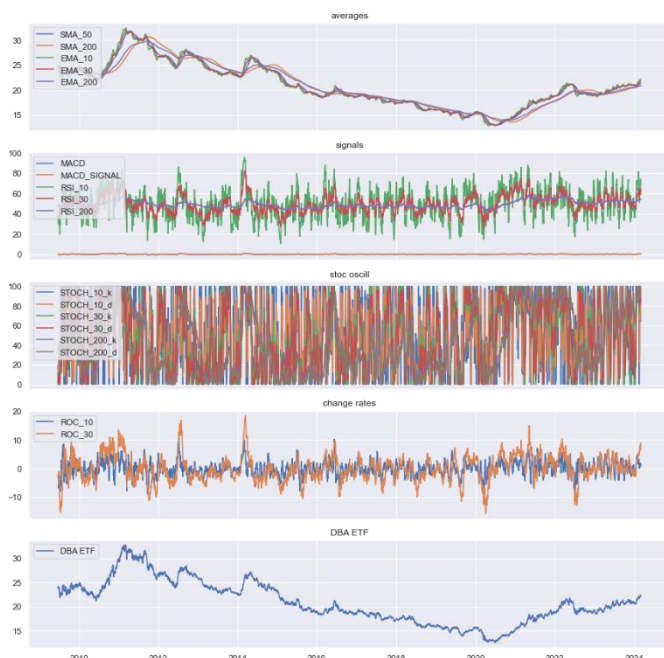 averages
SMA_50
SMA_200
EMA_10
EMA_30
EMA_200
30
25
20
15
signals
MACD
MACD_SIGNAL
RSI_10
RSI_30
RSI_200
100
80
60
40
20
0
stoc oscill
STOCH_10_k
STOCH_10_d
STOCH_30_k
STOCH_30_d
STOCH_200_k
STOCH_200_d
100
80
60
40
20
0
change rates
ROC_10
ROC_30
20
10
0
−10
DBA ETF
DBA ETF
30
25
20
15
2010 2012 2014 2016 2018 2020 2022 2024